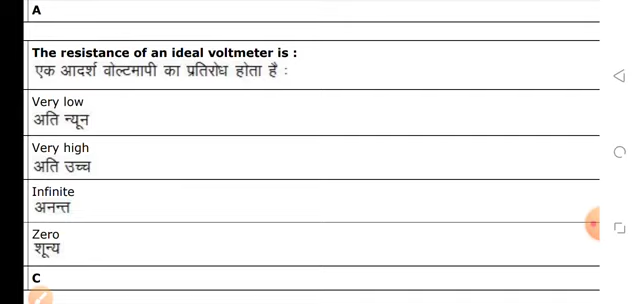 A
The resistance of an ideal voltmeter is :
एक आदर्श वोल्टमापी का प्रतिरोध होता है :
Very low
अति न्यून
Very high
अति उच्च
Infinite
अनन्त
Zero
शून्य
C